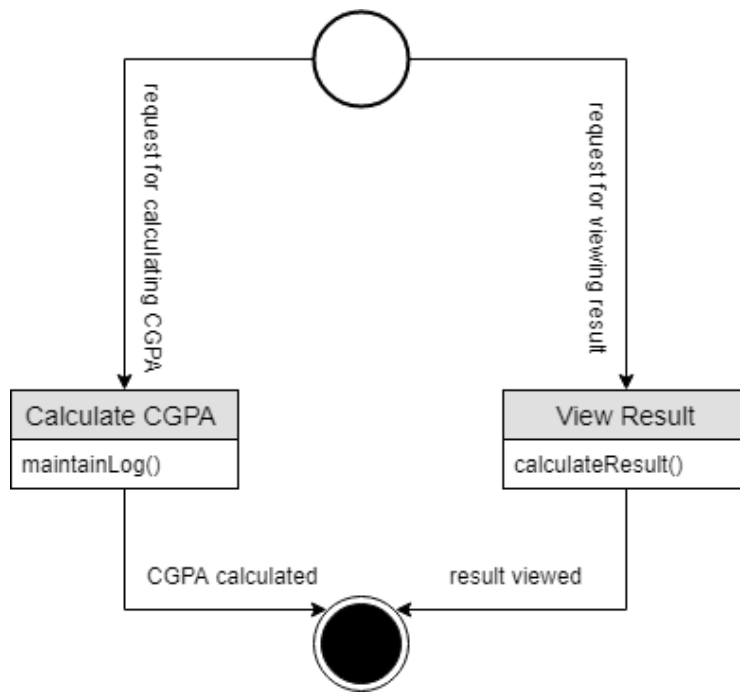 request for calculating CGPA
request for viewing result
Calculate CGPA
maintainLog()
View Result
calculateResult()
CGPA calculated
result viewed